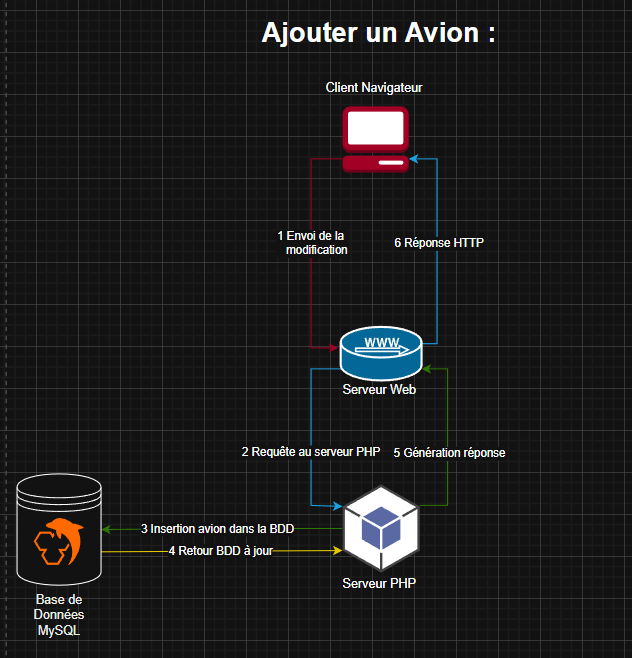 Ajouter un Avion :
Client Navigateur
1 Envoi de la
modification
6 Réponse HTTP
WWW
Serveur Web
2 Requête au serveur PHP
5 Génération réponse
3 Insertion avion dans la BDD
4 Retour BDD à jour
Serveur PHP
Base de
Données
MySQL